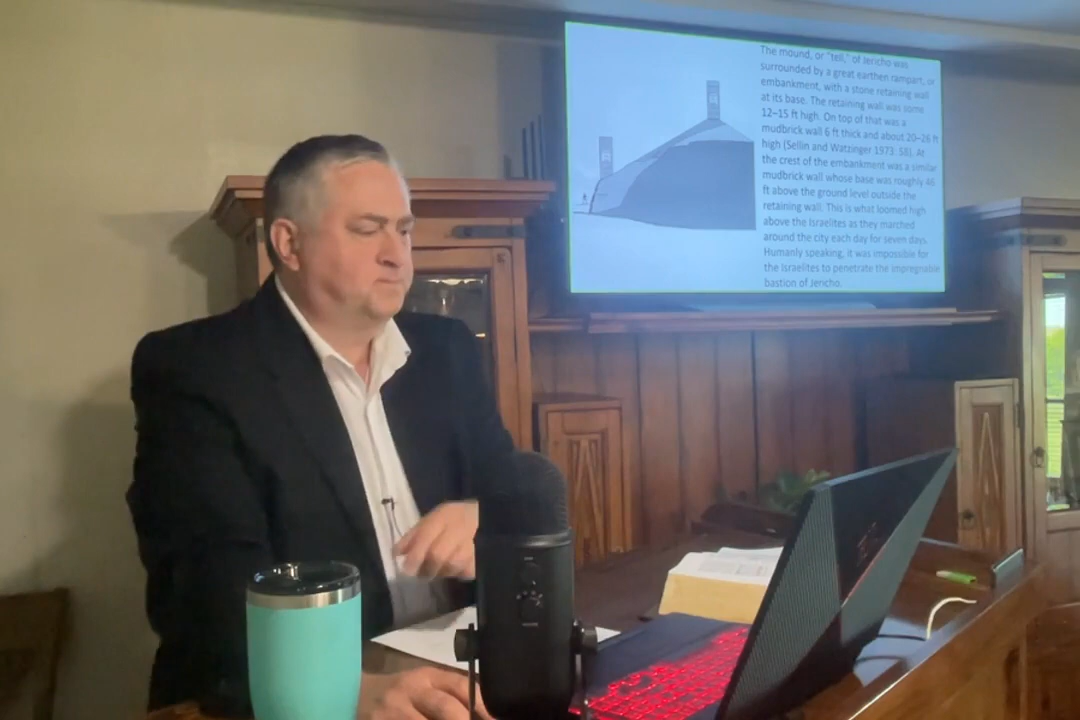 The mound, or "tell," of Jericho was
surrounded by a great earthen rampart, or
embankment, with a stone retaining wall
at its base. The retaining wall was some
12–15 ft high. On top of that was a
mudbrick wall 6 ft thick and about 20–26 ft
high (Sellin and Watzinger 1973: 58). At
the crest of the embankment was a similar
mudbrick wall whose base was roughly 46
ft above the ground level outside the
retaining wall. This is what loomed high
above the Israelites as they marched
around the city each day for seven days.
Humanly speaking, it was impossible for
the Israelites to penetrate the impregnable
bastion of Jericho.